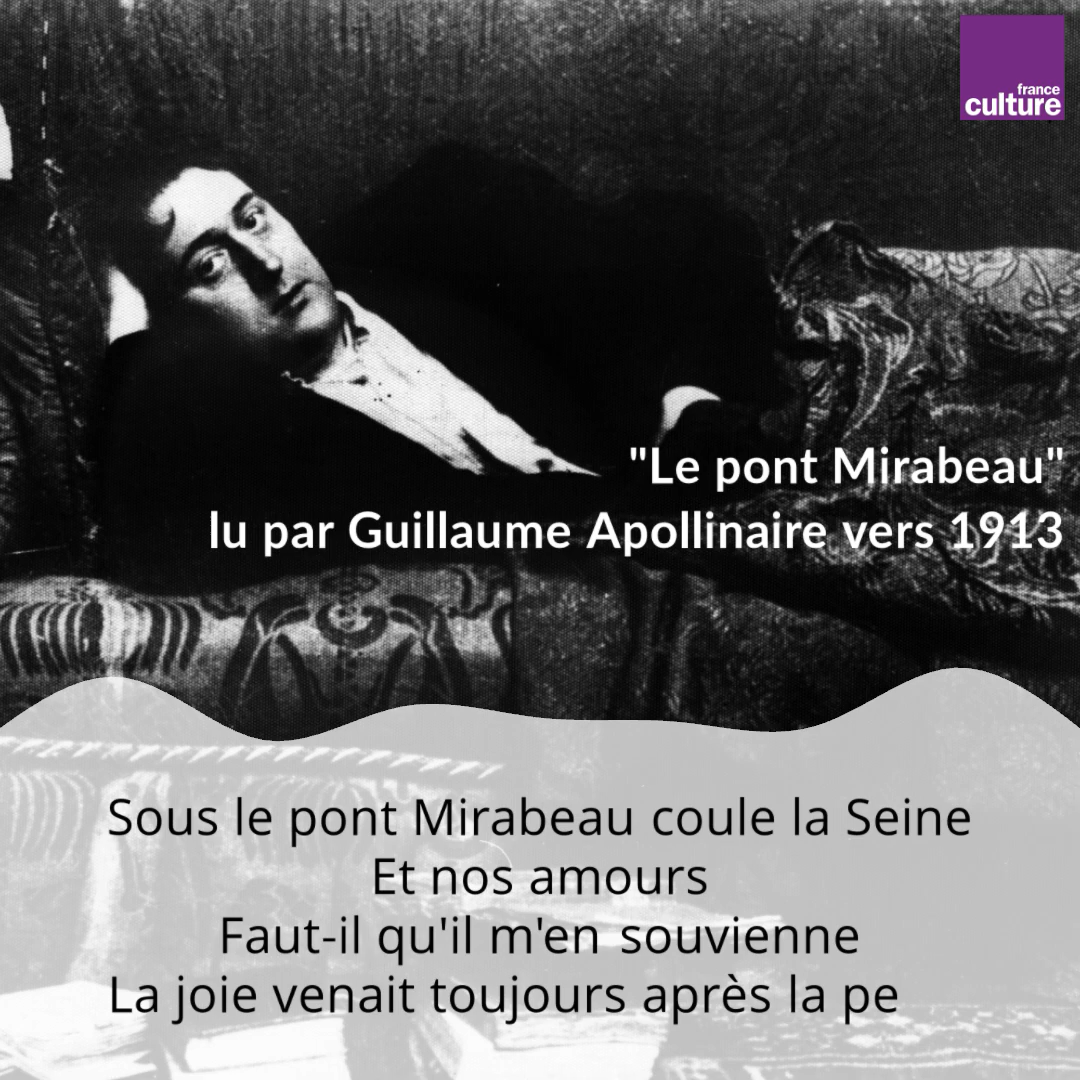 france
culture
"Le pont Mirabeau"
lu par Guillaume Apollinaire vers 1913
Sous le pont Mirabeau coule la Seine
Et nos amours
Faut-il qu'il m'en souvienne
La joie venait toujours après la pe